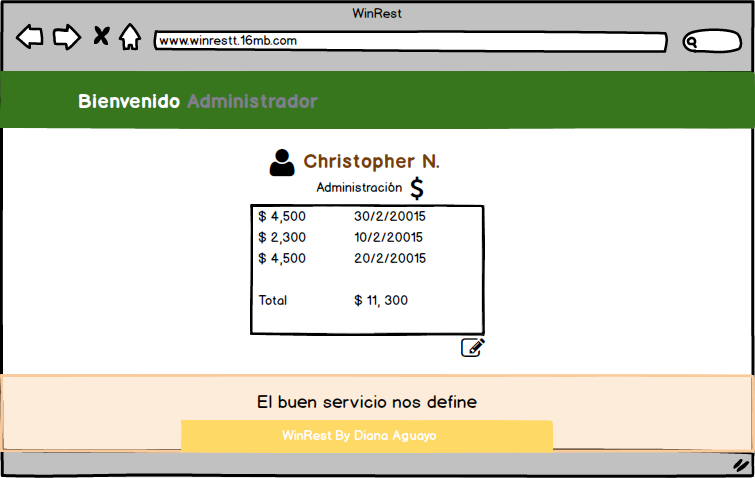 WinRest
www.winrestt.16mb.com
Bienvenido Administrador
Christopher N.
Administración $
$ 4,500 30/2/20015
$ 2,300 10/2/20015
$ 4,500 20/2/20015
Total $ 11, 300
El buen servicio nos define
WinRest By Diana Aguayo